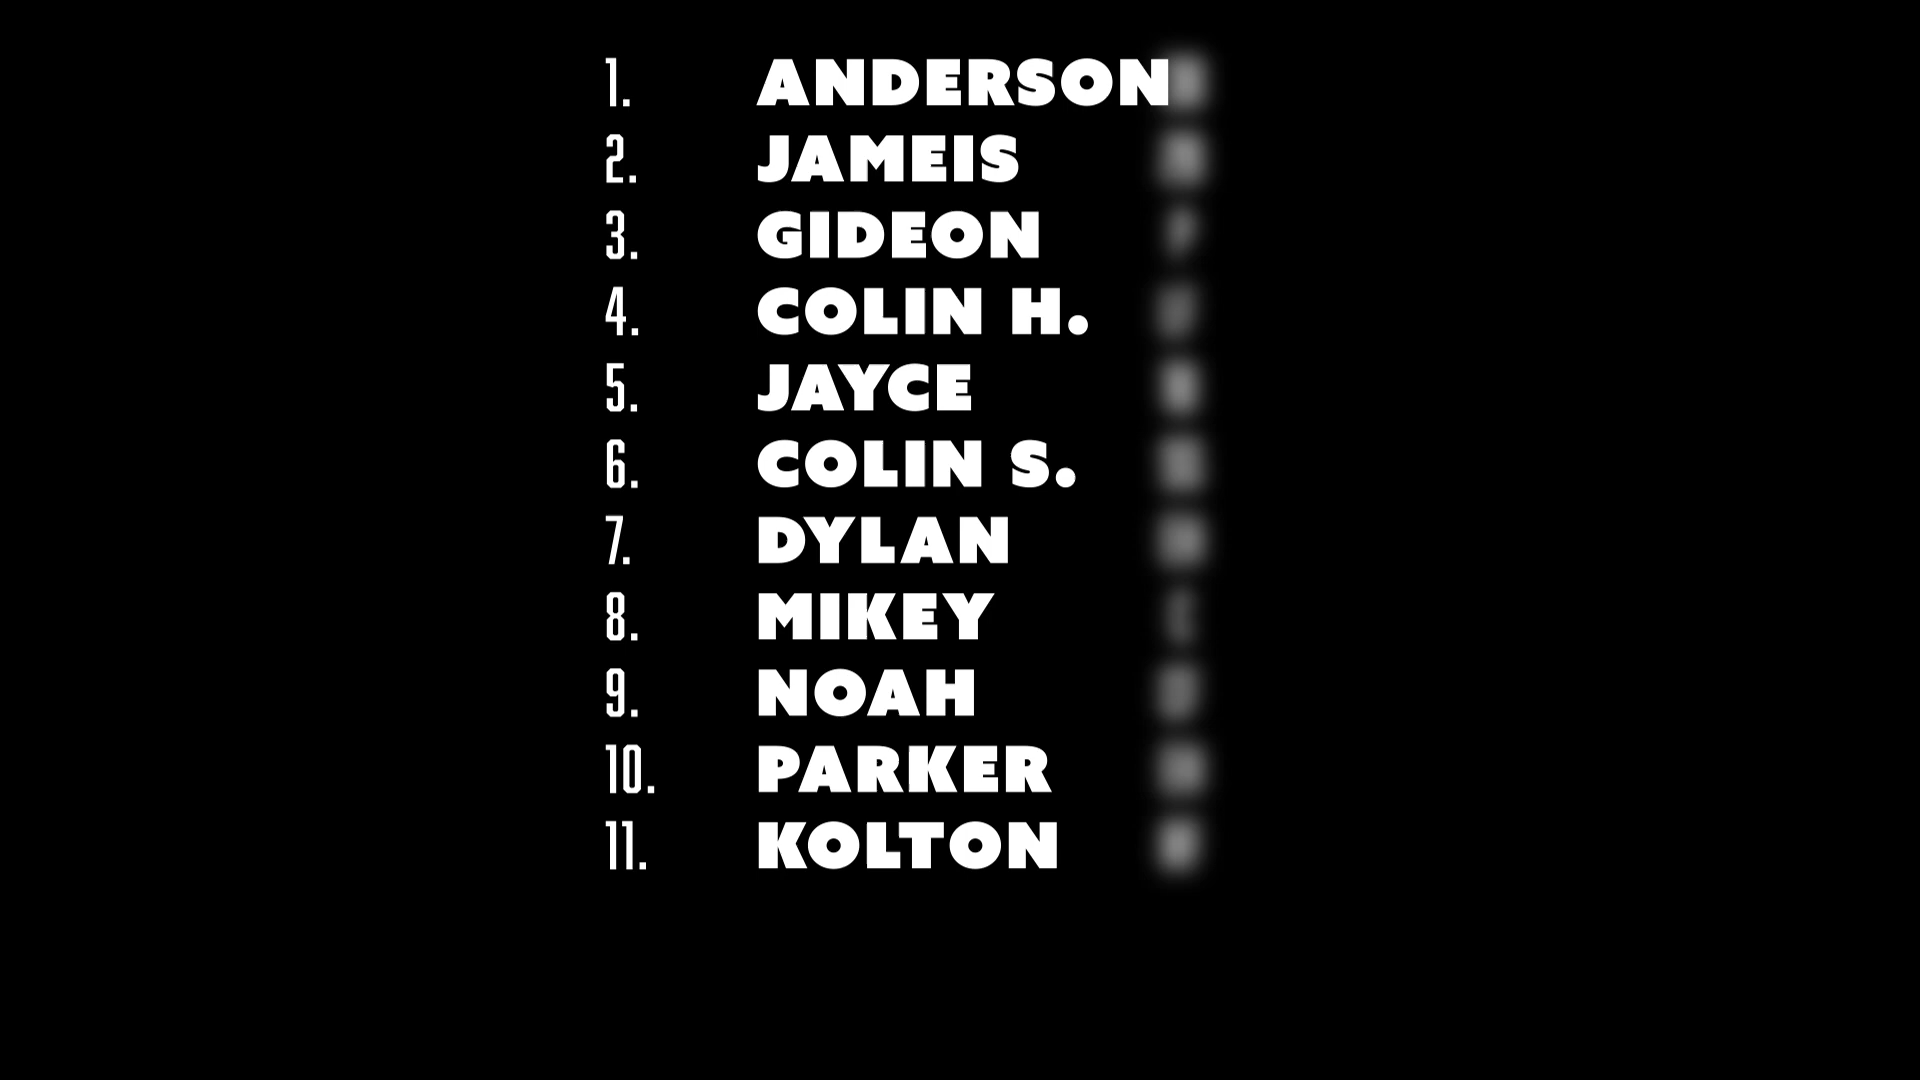 1. ANDERSON
2. JAMEIS
3. GIDEON
4. COLIN H.
5. JAYCE
6. COLIN S.
7. DYLAN
8. MIKEY
9. NOAH
10. PARKER
11. KOLTON